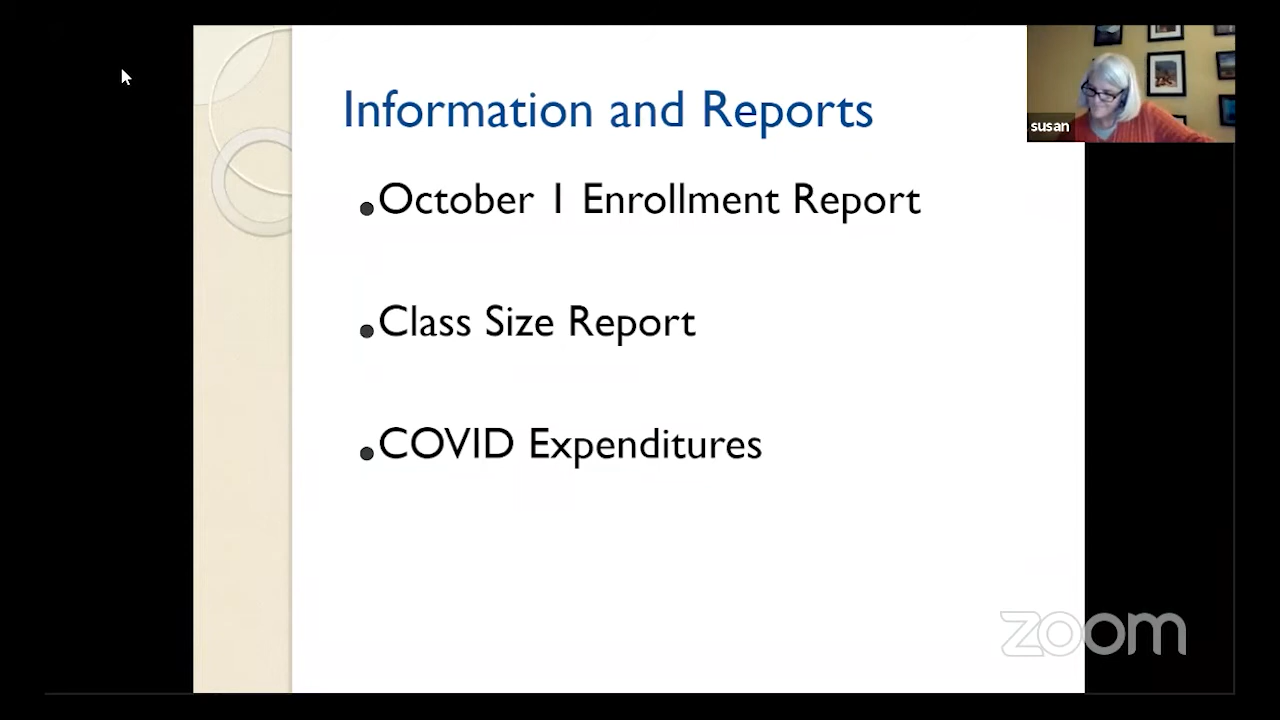 Information and Reports
susan
October 1 Enrollment Report
Class Size Report
COVID Expenditures
zoom